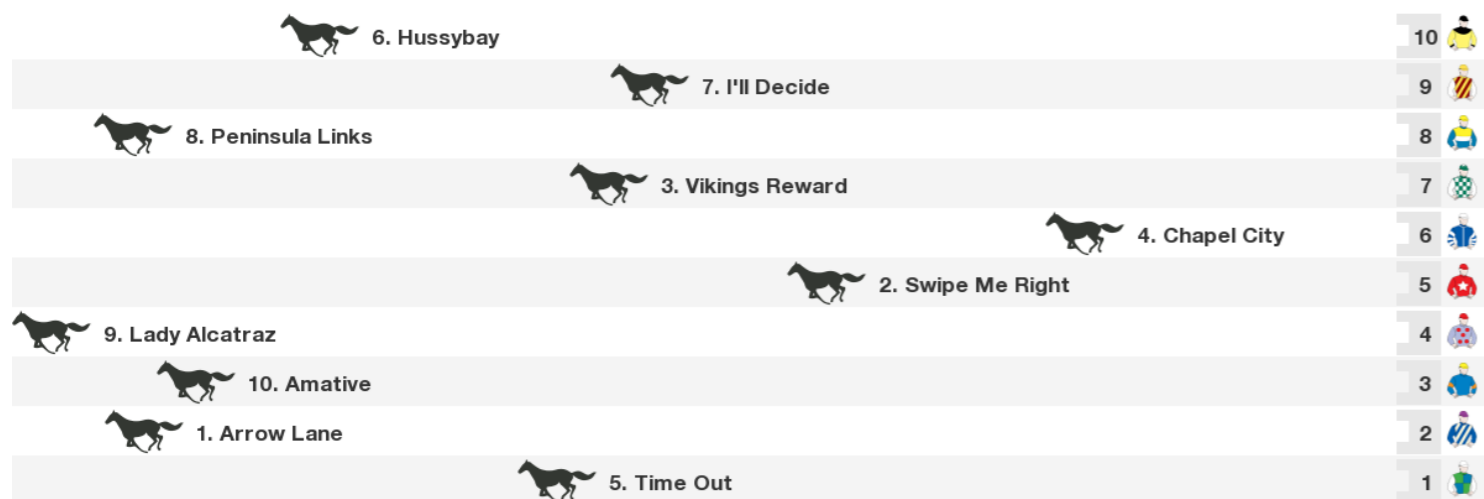 6. Hussybay 10
7. I'll Decide 9
8. Peninsula Links 8
3. Vikings Reward 7
4. Chapel City 6
2. Swipe Me Right 5
9. Lady Alcatraz 4
10. Amative 3
1. Arrow Lane 2
5. Time Out 1